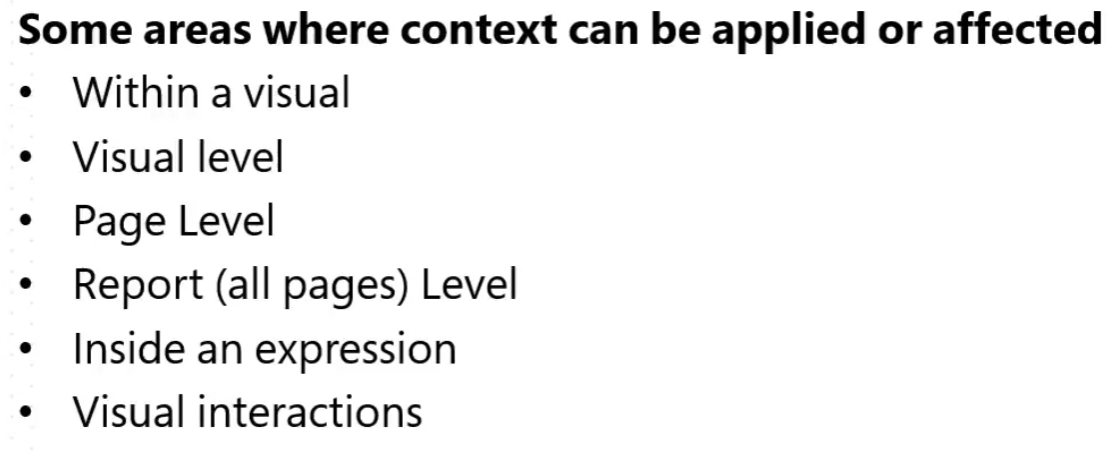 Some areas where context can be applied or affected
• Within a visual
• Visual level
• Page Level
• Report (all pages) Level
• Inside an expression
• Visual interactions